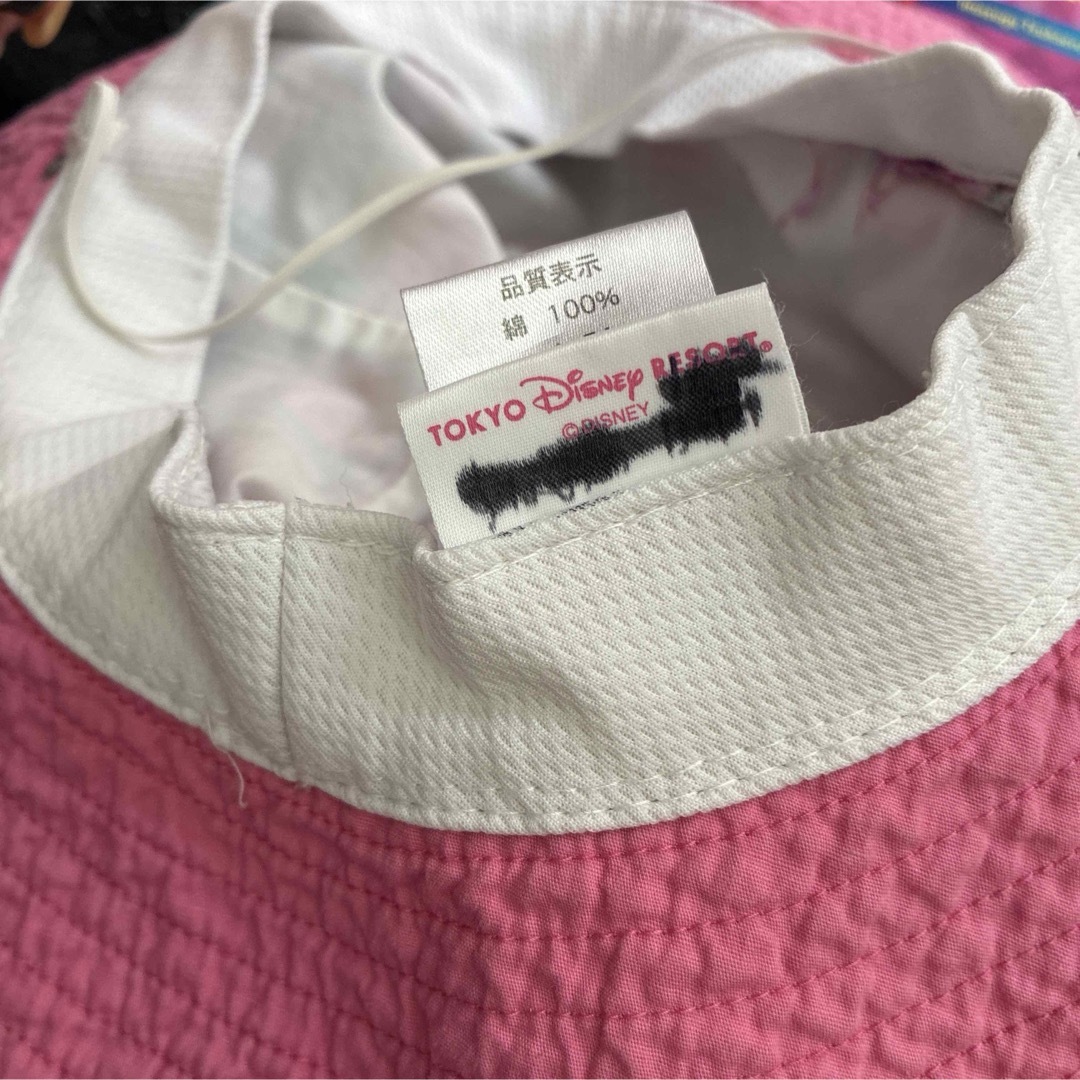 品質表示
綿 100%
TOKYO Disney RESORT®
©DISNEY